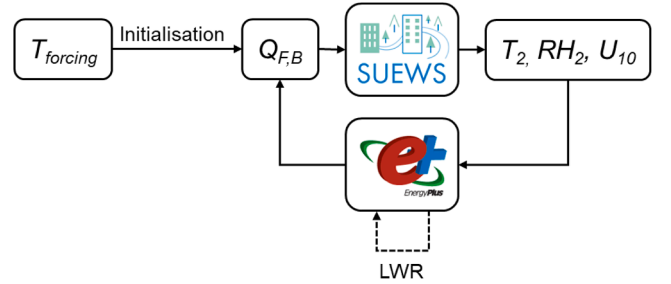 T_forcing
Initialisation
Q_F,B
SUEWS
T_2, RH_2, U_10
e+
EnergyPlus
LWR